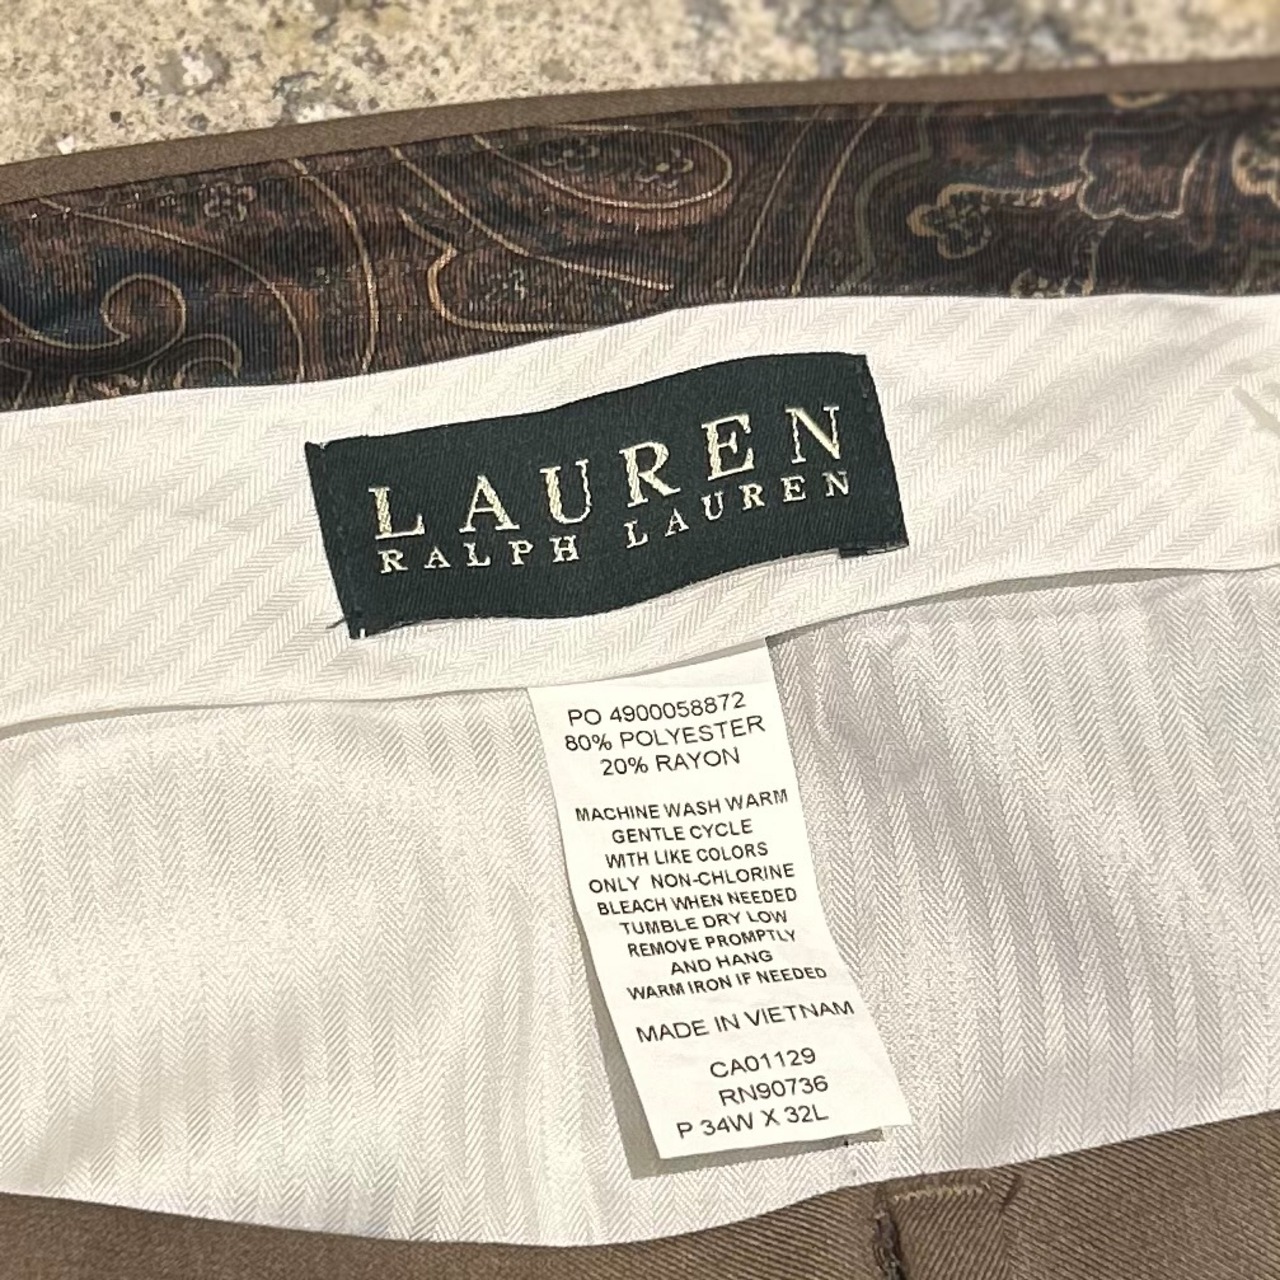 LAUREN
RALPH LAUREN
PO 4900058872
80% POLYESTER
20% RAYON
MACHINE WASH WARM
GENTLE CYCLE
WITH LIKE COLORS
ONLY NON-CHLORINE
BLEACH WHEN NEEDED
TUMBLE DRY LOW
REMOVE PROMPTLY
AND HANG
WARM IRON IF NEEDED
MADE IN VIETNAM
CA01129
RN90736
P 34W X 32L